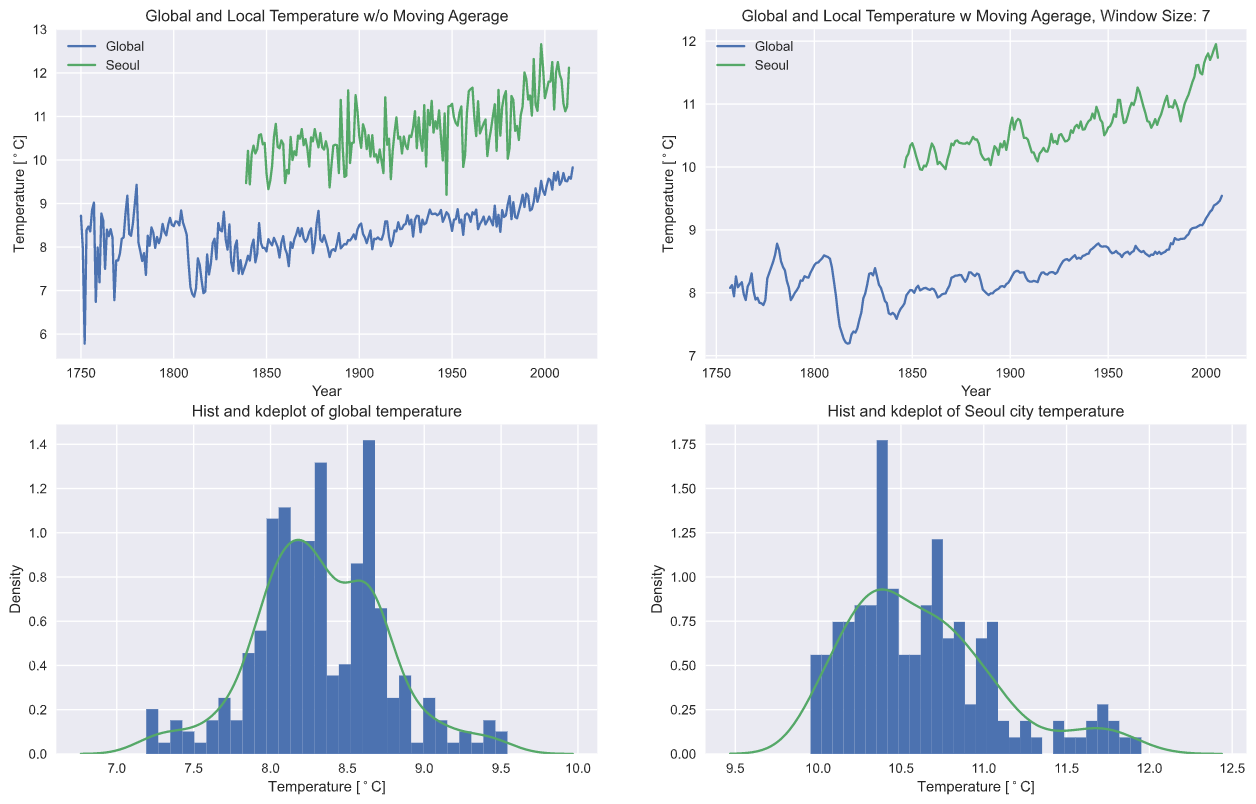 Global and Local Temperature w/o Moving Agerage
Global
Seoul
Temperature [°C]
13
12
11
10
9
8
7
6
1750 1800 1850 1900 1950 2000
Year
Global and Local Temperature w Moving Agerage, Window Size: 7
Global
Seoul
Temperature [°C]
12
11
10
9
8
7
1750 1800 1850 1900 1950 2000
Year
Hist and kdeplot of global temperature
Density
1.4
1.2
1.0
0.8
0.6
0.4
0.2
0.0
7.0 7.5 8.0 8.5 9.0 9.5 10.0
Temperature [°C]
Hist and kdeplot of Seoul city temperature
Density
1.75
1.50
1.25
1.00
0.75
0.50
0.25
0.00
9.5 10.0 10.5 11.0 11.5 12.0 12.5
Temperature [°C]